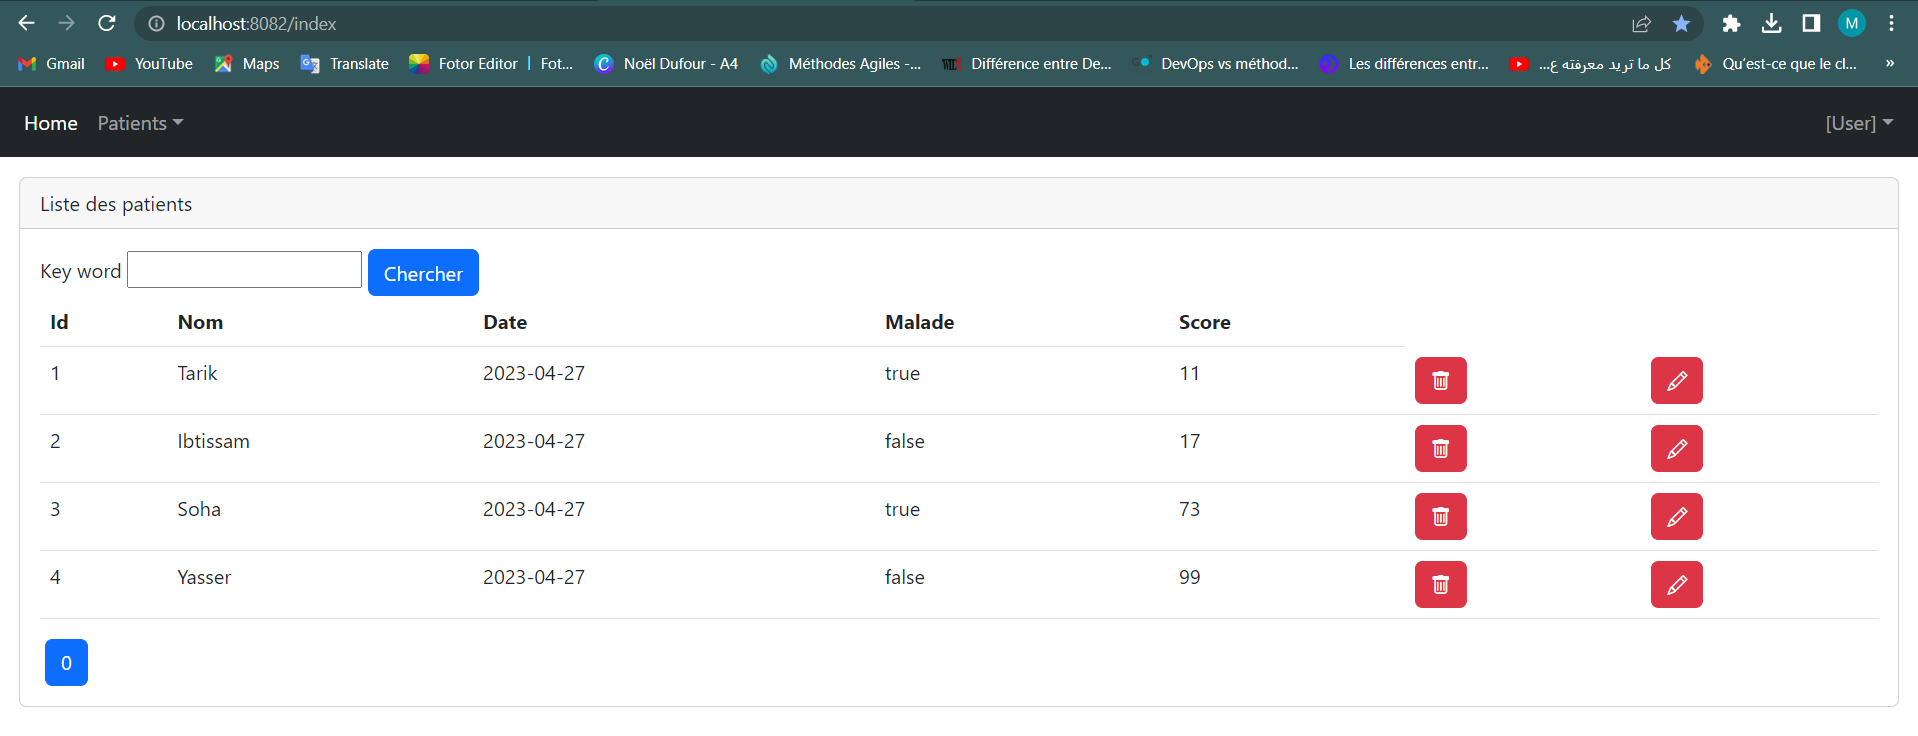 localhost:8082/index
M
Gmail YouTube Maps Translate Fotor Editor | Fot... Noël Dufour - A4 Méthodes Agiles -... Différence entre De... DevOps vs méthod... Les différences entr... كل ما تريد معرفته ع... Qu'est-ce que le cl... »
Home Patients [User]
Liste des patients
Key word Chercher
Id Nom Date Malade Score
1 Tarik 2023-04-27 true 11
2 Ibtissam 2023-04-27 false 17
3 Soha 2023-04-27 true 73
4 Yasser 2023-04-27 false 99
0